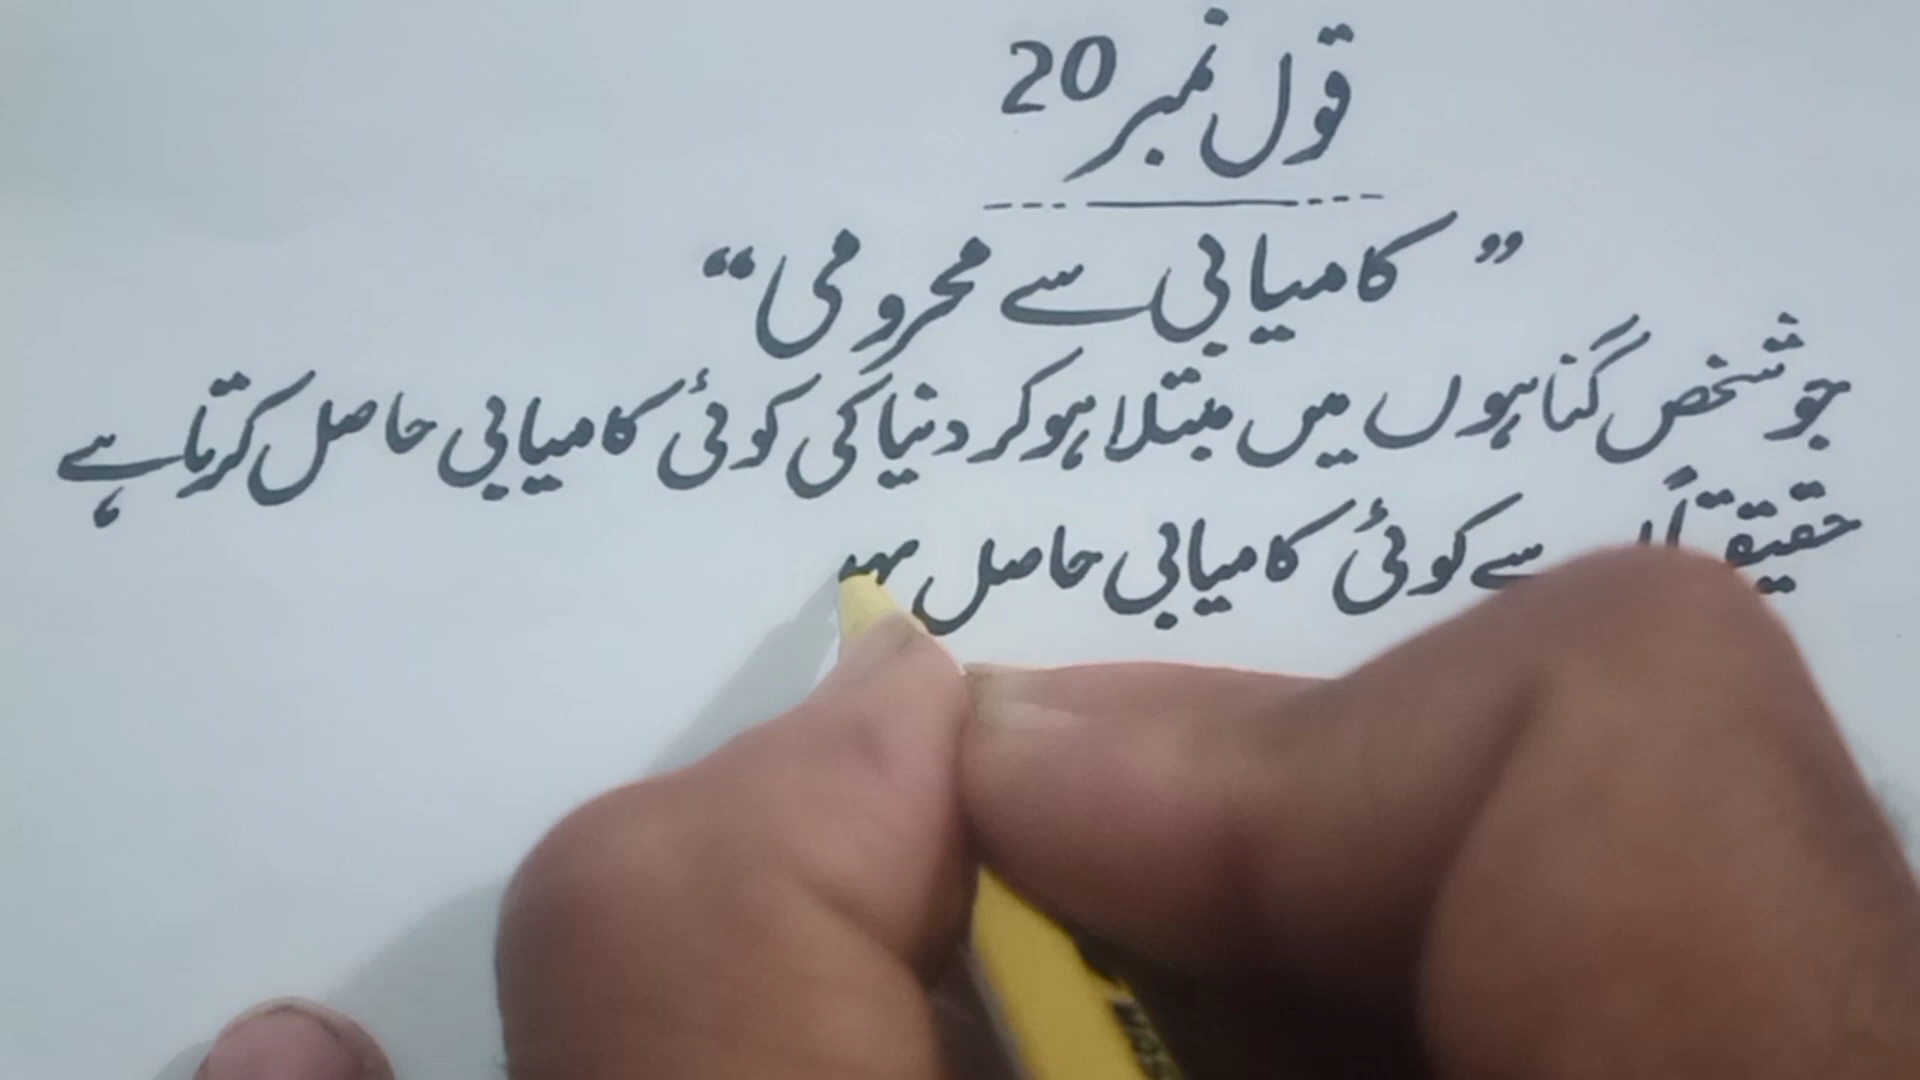 قول نمبر 20
”کامیابی سے محرومی“
جو شخص گناہوں میں مبتلا ہو کر دنیا کی کوئی کامیابی حاصل کرتا ہے
حقیقتاً سے کوئی کامیابی حاصل